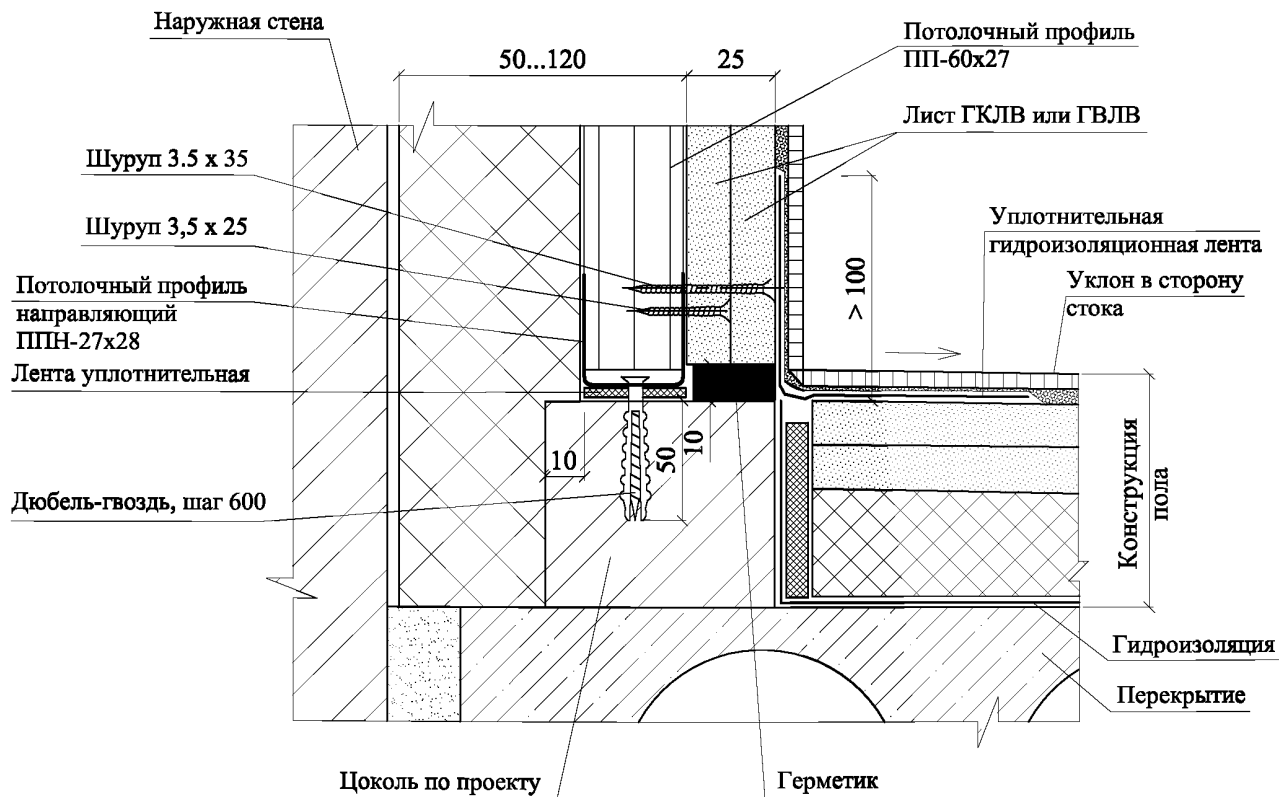 Наружная стена
50...120
25
Потолочный профиль
ПП-60х27
Лист ГКЛВ или ГВЛВ
Шуруп 3.5 х 35
Шуруп 3,5 х 25
Потолочный профиль
направляющий
ППН-27х28
Лента уплотнительная
> 100
Уплотнительная
гидроизоляционная лента
Уклон в сторону
стока
10
50
10
Дюбель-гвоздь, шаг 600
Конструкция
пола
Гидроизоляция
Перекрытие
Цоколь по проекту
Герметик